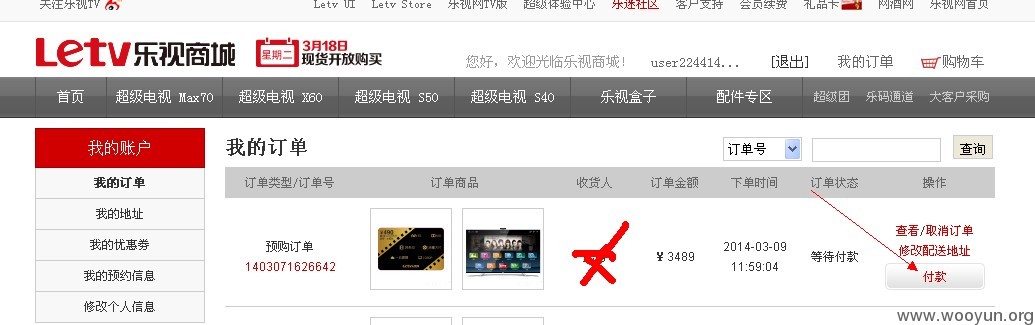 关注乐视TV Letv UI Letv Store 乐视网TV版 超级体验中心 乐迷社区 客户支持 会员续费 礼品卡 网酒网 乐视网首页
Letv乐视商城 星期二 3月18日 现货开放购买
您好,欢迎光临乐视商城! user224414... [退出] 我的订单 购物车
首页 超级电视 Max70 超级电视 X60 超级电视 S50 超级电视 S40 乐视盒子 配件专区 超级团 乐码通道 大客户采购
我的账户
我的订单
我的地址
我的优惠券
我的预约信息
修改个人信息
我的订单 订单号 查询
订单类型/订单号 订单商品 收货人 订单金额 下单时间 订单状态 操作
预购订单
1403071626642
¥490
¥ 3489
2014-03-09
11:59:04
等待付款
查看/取消订单
修改配送地址
付款
www.wooyun.org